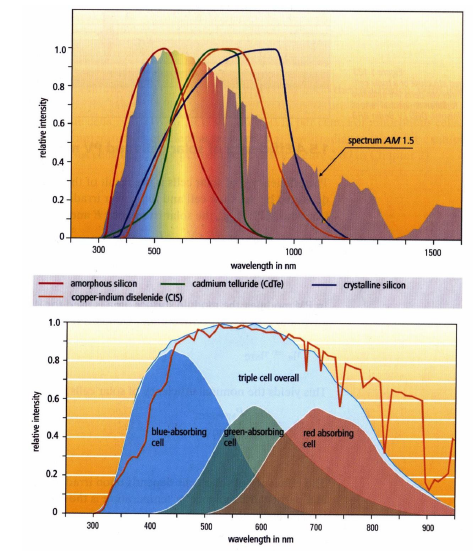 1.0
0.8
0.6
0.4
0.2
0
relative intensity
spectrum AM 1.5
300 500 1000 1500
wavelength in nm
amorphous silicon cadmium telluride (CdTe) crystalline silicon
copper-indium diselenide (CIS)
1.0
0.8
0.6
0.4
0.2
0
relative intensity
triple cell overall
blue-absorbing green-absorbing red absorbing
cell cell cell
300 400 500 600 700 800 900
wavelength in nm